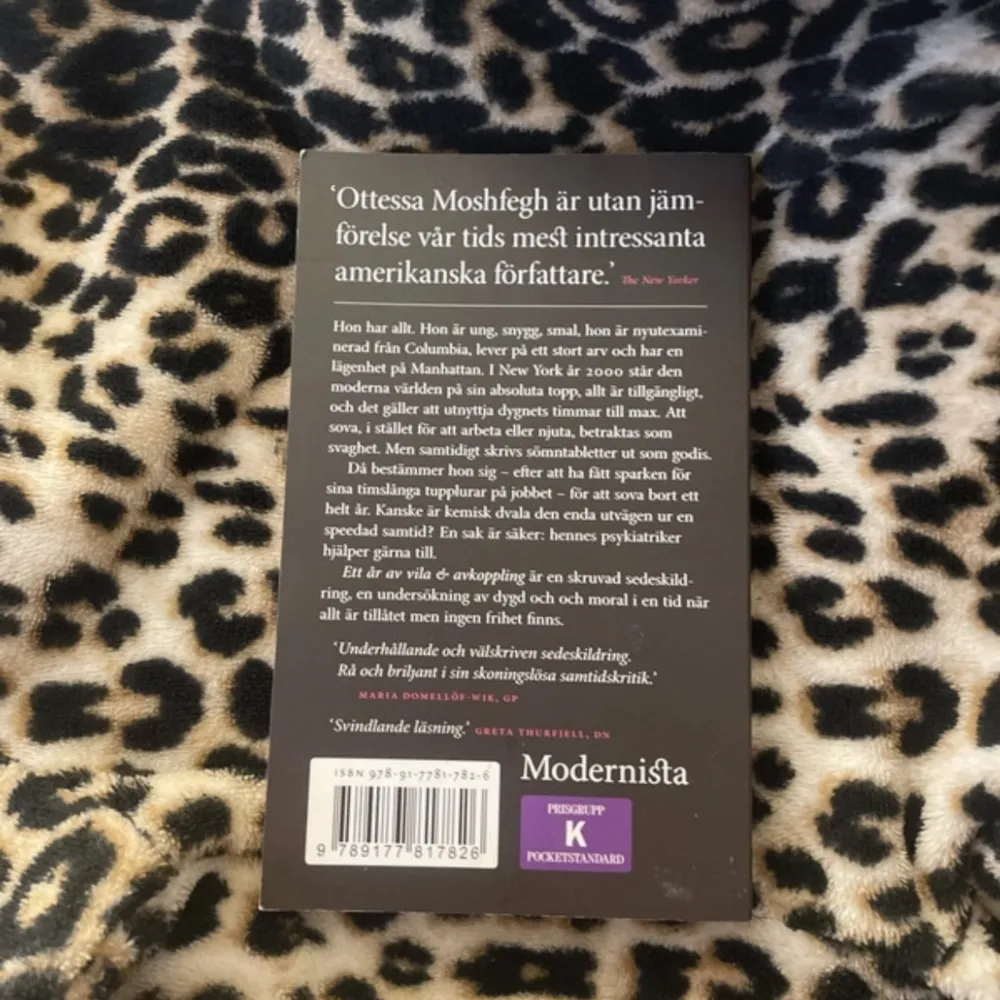 ‘Ottessa Moshfegh är utan jäm-
förelse vår tids mest intressanta
amerikanska författare.’ The New Yorker
Hon har allt. Hon är ung, snygg, smal, hon är nyutexami-
nerad från Columbia, lever på ett stort arv och har en
lägenhet på Manhattan. I New York år 2000 står den
moderna världen på sin absoluta topp, allt är tillgängligt,
och det gäller att utnyttja dygnets timmar till max. Att
sova, i stället för att arbeta eller njuta, betraktas som
svaghet. Men samtidigt skrivs sömntabletter ut som godis.
Då bestämmer hon sig – efter att ha fått sparken för
sina timslånga tupplurar på jobbet – för att sova bort ett
helt år. Kanske är kemisk dvala den enda utvägen ur en
speedad samtid? En sak är säker: hennes psykiatriker
hjälper gärna till.
Ett år av vila & avkoppling är en skruvad sedeskild-
ring, en undersökning av dygd och och moral i en tid när
allt är tillåtet men ingen frihet finns.
‘Underhållande och välskriven sedeskildring.
Rå och briljant i sin skoningslösa samtidskritik.’
MARIA DOMELLÖF-WIK, GP
‘Svindlande läsning.’ GRETA THURFJELL, DN
Modernista
ISBN 978-91-7781-782-6
9 789177 817826
PRISGRUPP
K
POCKETSTANDARD